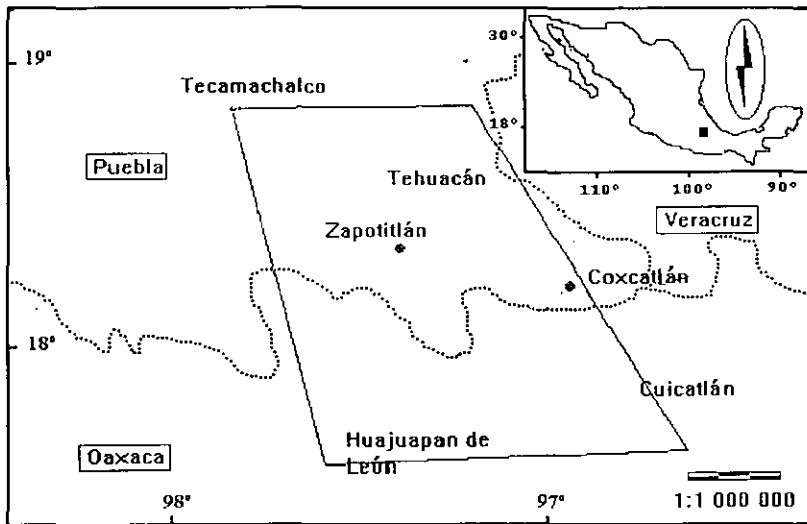 19°
Tecamachalco
30°
18°
110°
100°
90°
Puebla
Tehuacán
Veracruz
Zapotitlán
Coxcatlán
18°
Cuicatlán
Huajuapan de
León
Oaxaca
98°
97°
1:1 000 000